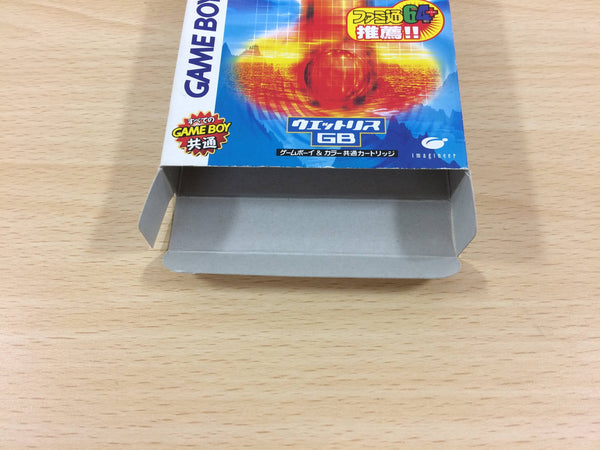 GAME BOY
ファミ通64+
推薦!!
すべての
GAME BOY
共通
ウエットリス
GB
ゲームボーイ & カラー共通カートリッジ
imagineer